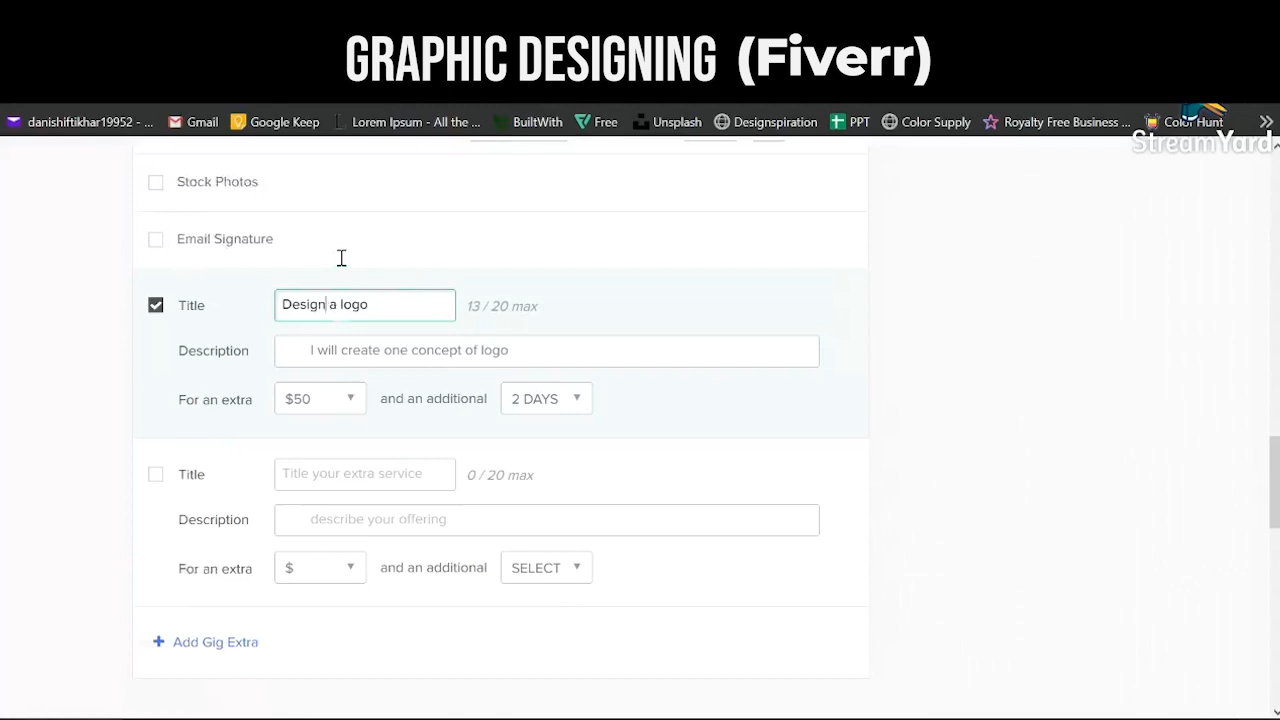 GRAPHIC DESIGNING (Fiverr)
danishiftikhar19952 - ... Gmail Google Keep Lorem Ipsum - All the ... BuiltWith Free Unsplash Designspiration PPT Color Supply Royalty Free Business ... Color Hunt »
StreamYard
Stock Photos
Email Signature
Title Design a logo 13 / 20 max
Description I will create one concept of logo
For an extra $50 and an additional 2 DAYS
Title Title your extra service 0 / 20 max
Description describe your offering
For an extra $ and an additional SELECT
+ Add Gig Extra